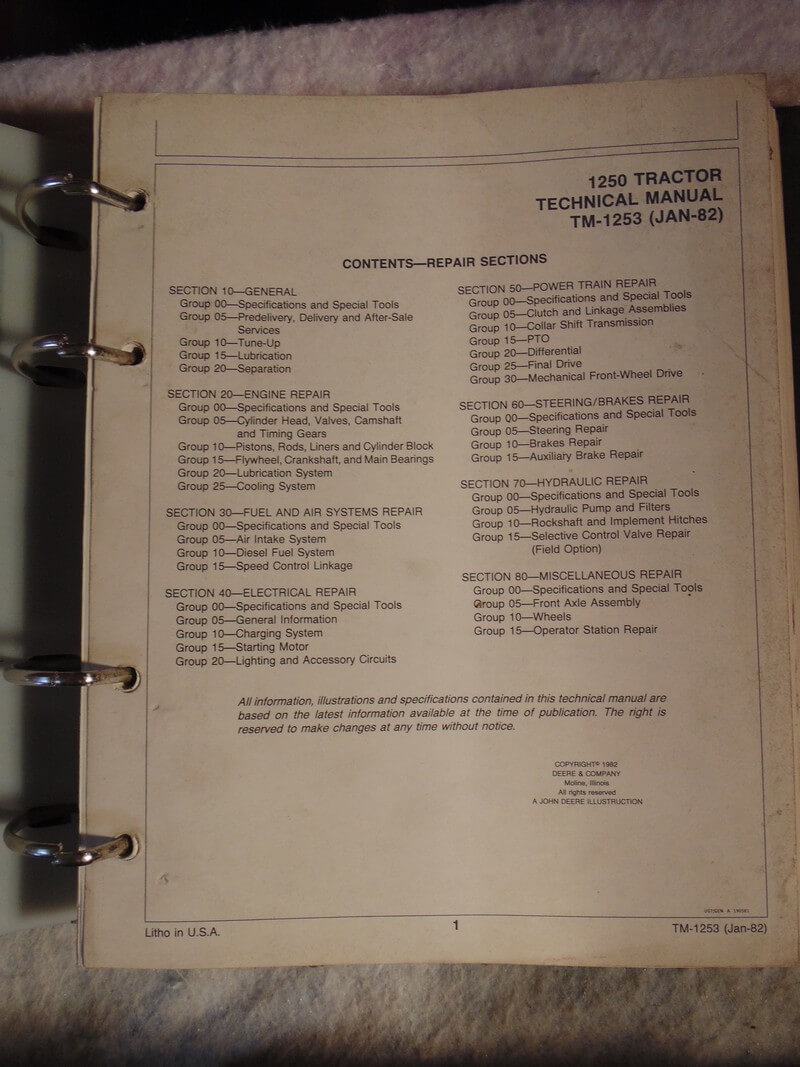 1250 TRACTOR
TECHNICAL MANUAL
TM-1253 (JAN-82)
CONTENTS—REPAIR SECTIONS
SECTION 10—GENERAL
Group 00—Specifications and Special Tools
Group 05—Predelivery, Delivery and After-Sale
Services
Group 10—Tune-Up
Group 15—Lubrication
Group 20—Separation
SECTION 20—ENGINE REPAIR
Group 00—Specifications and Special Tools
Group 05—Cylinder Head, Valves, Camshaft
and Timing Gears
Group 10—Pistons, Rods, Liners and Cylinder Block
Group 15—Flywheel, Crankshaft, and Main Bearings
Group 20—Lubrication System
Group 25—Cooling System
SECTION 30—FUEL AND AIR SYSTEMS REPAIR
Group 00—Specifications and Special Tools
Group 05—Air Intake System
Group 10—Diesel Fuel System
Group 15—Speed Control Linkage
SECTION 40—ELECTRICAL REPAIR
Group 00—Specifications and Special Tools
Group 05—General Information
Group 10—Charging System
Group 15—Starting Motor
Group 20—Lighting and Accessory Circuits
SECTION 50—POWER TRAIN REPAIR
Group 00—Specifications and Special Tools
Group 05—Clutch and Linkage Assemblies
Group 10—Collar Shift Transmission
Group 15—PTO
Group 20—Differential
Group 25—Final Drive
Group 30—Mechanical Front-Wheel Drive
SECTION 60—STEERING/BRAKES REPAIR
Group 00—Specifications and Special Tools
Group 05—Steering Repair
Group 10—Brakes Repair
Group 15—Auxiliary Brake Repair
SECTION 70—HYDRAULIC REPAIR
Group 00—Specifications and Special Tools
Group 05—Hydraulic Pump and Filters
Group 10—Rockshaft and Implement Hitches
Group 15—Selective Control Valve Repair
(Field Option)
SECTION 80—MISCELLANEOUS REPAIR
Group 00—Specifications and Special Tools
Group 05—Front Axle Assembly
Group 10—Wheels
Group 15—Operator Station Repair
All information, illustrations and specifications contained in this technical manual are
based on the latest information available at the time of publication. The right is
reserved to make changes at any time without notice.
COPYRIGHT© 1982
DEERE & COMPANY
Moline, Illinois
All rights reserved
A JOHN DEERE ILLUSTRUCTION
Litho in U.S.A.
1
TM-1253 (Jan-82)